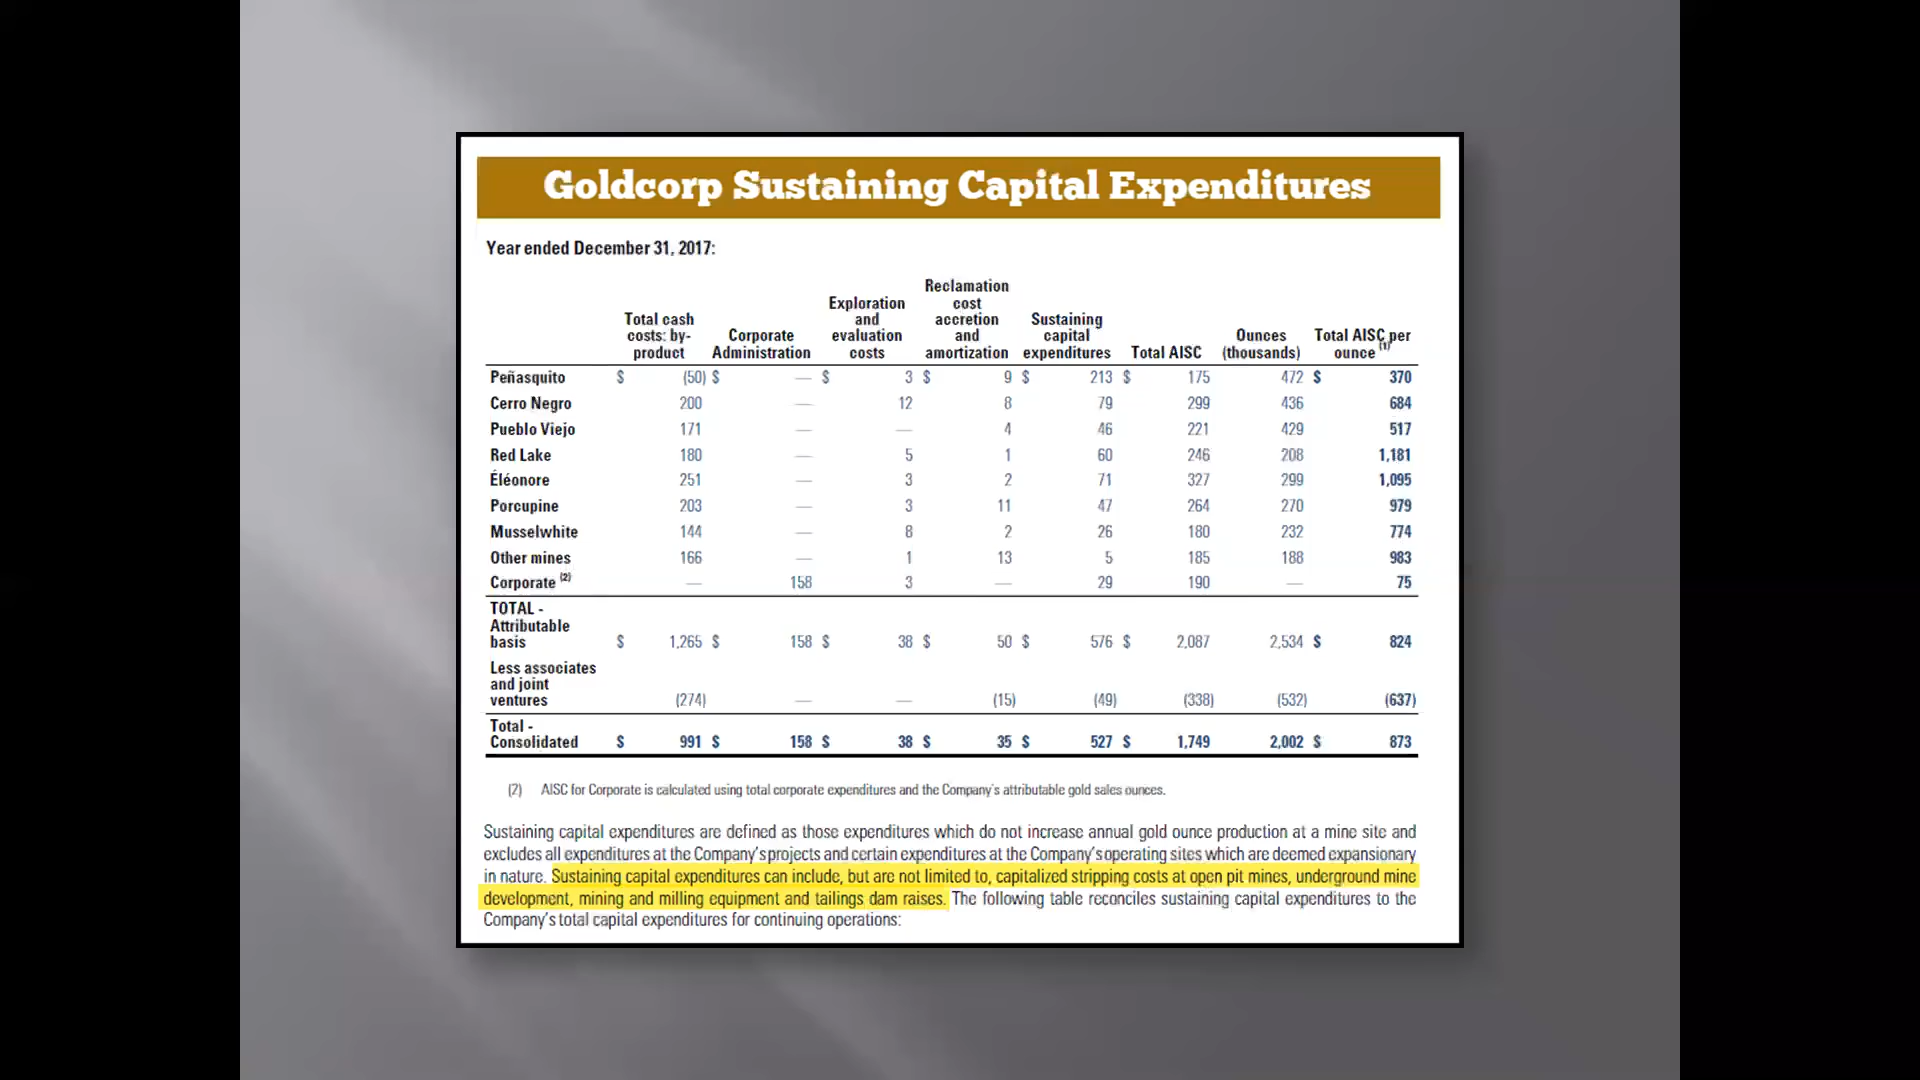 Goldcorp Sustaining Capital Expenditures
Year ended December 31, 2017:
Total cash costs: by-product Corporate Administration Exploration and evaluation costs Reclamation cost accretion and amortization Sustaining capital expenditures Total AISC Ounces (thousands) Total AISC per ounce (1)
Peñasquito $ (50) $ — $ 3 $ 9 $ 213 $ 175 472 $ 370
Cerro Negro 200 — 12 8 79 299 436 684
Pueblo Viejo 171 — — 4 46 221 429 517
Red Lake 180 — 5 1 60 246 208 1,181
Éléonore 251 — 3 2 71 327 299 1,095
Porcupine 203 — 3 11 47 264 270 979
Musselwhite 144 — 8 2 26 180 232 774
Other mines 166 — 1 13 5 185 188 983
Corporate (2) — 158 3 — 29 190 — 75
TOTAL -
Attributable
basis $ 1,265 $ 158 $ 38 $ 50 $ 576 $ 2,087 2,534 $ 824
Less associates
and joint
ventures (274) — — (15) (49) (338) (532) (637)
Total -
Consolidated $ 991 $ 158 $ 38 $ 35 $ 527 $ 1,749 2,002 $ 873
(2) AISC for Corporate is calculated using total corporate expenditures and the Company's attributable gold sales ounces.
Sustaining capital expenditures are defined as those expenditures which do not increase annual gold ounce production at a mine site and
excludes all expenditures at the Company's projects and certain expenditures at the Company's operating sites which are deemed expansionary
in nature. Sustaining capital expenditures can include, but are not limited to, capitalized stripping costs at open pit mines, underground mine
development, mining and milling equipment and tailings dam raises. The following table reconciles sustaining capital expenditures to the
Company's total capital expenditures for continuing operations: